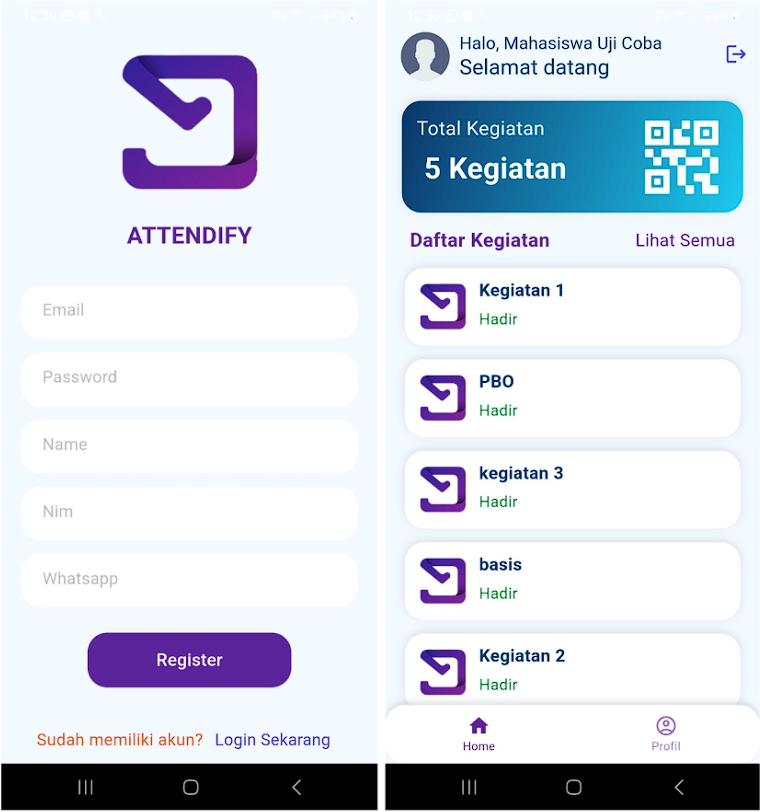 ATTENDIFY
Email
Password
Name
Nim
Whatsapp
Register
Sudah memiliki akun? Login Sekarang
Halo, Mahasiswa Uji Coba
Selamat datang
Total Kegiatan
5 Kegiatan
Daftar Kegiatan
Lihat Semua
Kegiatan 1
Hadir
PBO
Hadir
kegiatan 3
Hadir
basis
Hadir
Kegiatan 2
Hadir
Home
Profil